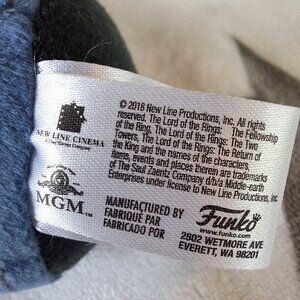 NEW LINE CINEMA
MGM™
© 2018 New Line Productions, Inc.
The Lord of the Rings: The Fellowship
of the Ring, The Lord of the Rings: The Two
Towers, The Lord of the Rings: The Return of
the King and the names of the characters,
items, events and places therein are trademarks
of The Saul Zaentz Company d/b/a Middle-earth
Enterprises under license to New Line Productions, Inc.
MANUFACTURED BY
FABRIQUÉ PAR
FABRICADO POR
Funko
www.funko.com
2802 WETMORE AVE
EVERETT, WA 98201